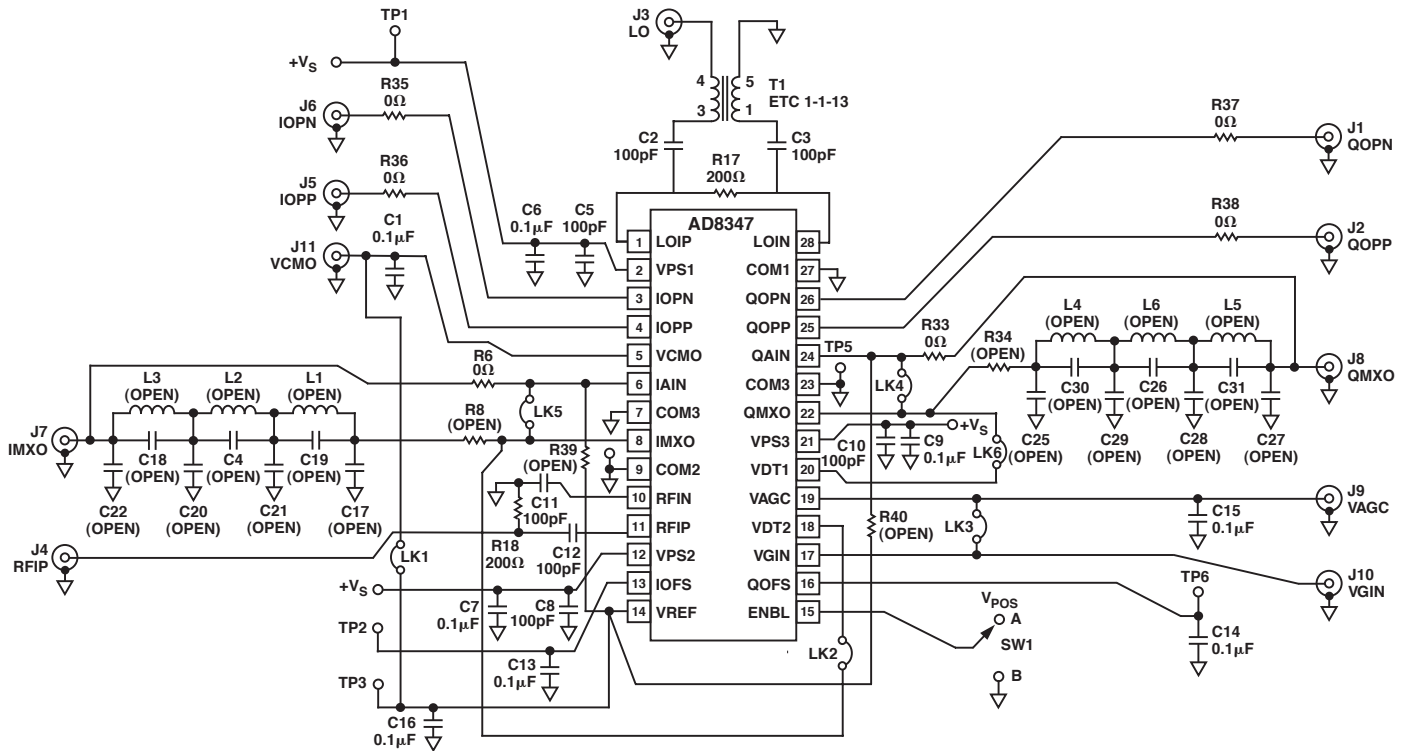 TP1
+VS
J3
LO
4
5
3
1
T1
ETC 1-1-13
R35
0Ω
J6
IOPN
R36
0Ω
J5
IOPP
C1
0.1μF
J11
VCMO
C6
0.1μF
C5
100pF
C2
100pF
C3
100pF
R17
200Ω
R37
0Ω
J1
QOPN
R38
0Ω
J2
QOPP
AD8347
1 LOIP
2 VPS1
3 IOPN
4 IOPP
5 VCMO
6 IAIN
7 COM3
8 IMXO
9 COM2
10 RFIN
11 RFIP
12 VPS2
13 IOFS
14 VREF
LOIN 28
COM1 27
QOPN 26
QOPP 25
QAIN 24
COM3 23
QMXO 22
VPS3 21
VDT1 20
VAGC 19
VDT2 18
VGIN 17
QOFS 16
ENBL 15
R6
0Ω
L3
(OPEN)
L2
(OPEN)
L1
(OPEN)
R8
(OPEN)
LK5
J7
IMXO
C18
(OPEN)
C4
(OPEN)
C19
(OPEN)
C22
(OPEN)
C20
(OPEN)
C21
(OPEN)
C17
(OPEN)
R39
(OPEN)
C11
100pF
J4
RFIP
LK1
R18
200Ω
C12
100pF
+VS
C7
0.1μF
C8
100pF
TP2
C13
0.1μF
TP3
C16
0.1μF
TP5
R33
0Ω
LK4
R34
(OPEN)
L4
(OPEN)
L6
(OPEN)
L5
(OPEN)
J8
QMXO
C30
(OPEN)
C26
(OPEN)
C31
(OPEN)
C25
(OPEN)
C29
(OPEN)
C28
(OPEN)
C27
(OPEN)
+VS
C10
100pF
C9
0.1μF
LK6
J9
VAGC
C15
0.1μF
LK3
R40
(OPEN)
J10
VGIN
TP6
C14
0.1μF
VPOS
A
SW1
B
LK2